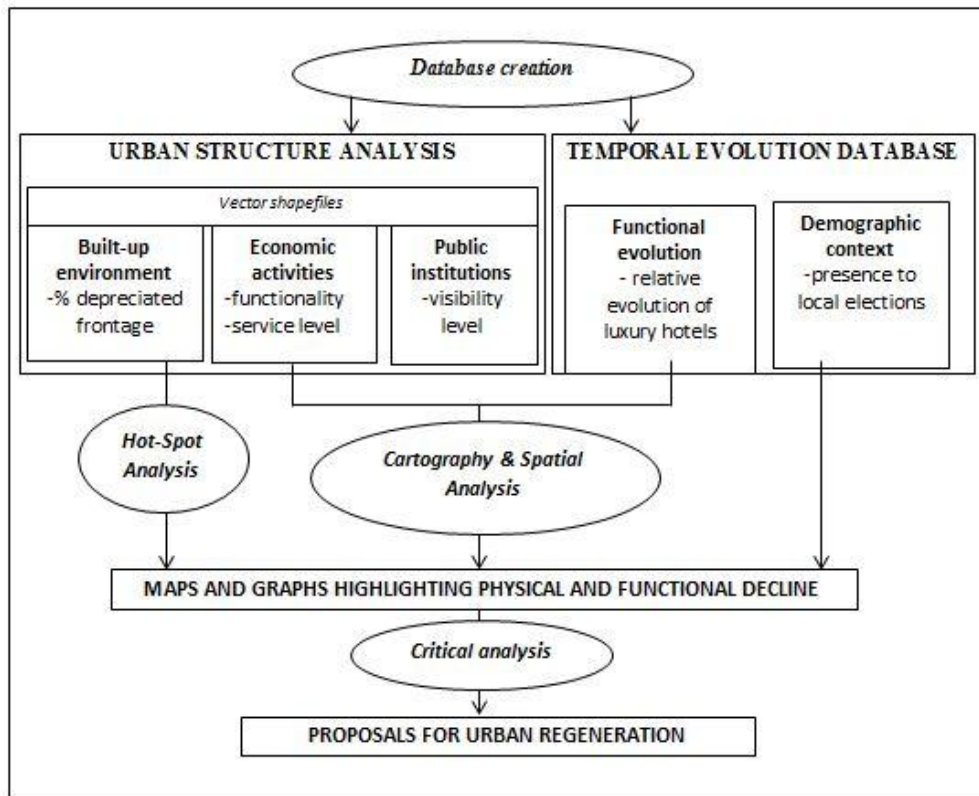 Database creation
URBAN STRUCTURE ANALYSIS
Vector shapefiles
Built-up
environment
-% depreciated
frontage
Economic
activities
-functionality
-service level
Public
institutions
-visibility
level
TEMPORAL EVOLUTION DATABASE
Functional
evolution
- relative
evolution of
luxury hotels
Demographic
context
-presence to
local elections
Hot-Spot
Analysis
Cartography & Spatial
Analysis
MAPS AND GRAPHS HIGHLIGHTING PHYSICAL AND FUNCTIONAL DECLINE
Critical analysis
PROPOSALS FOR URBAN REGENERATION